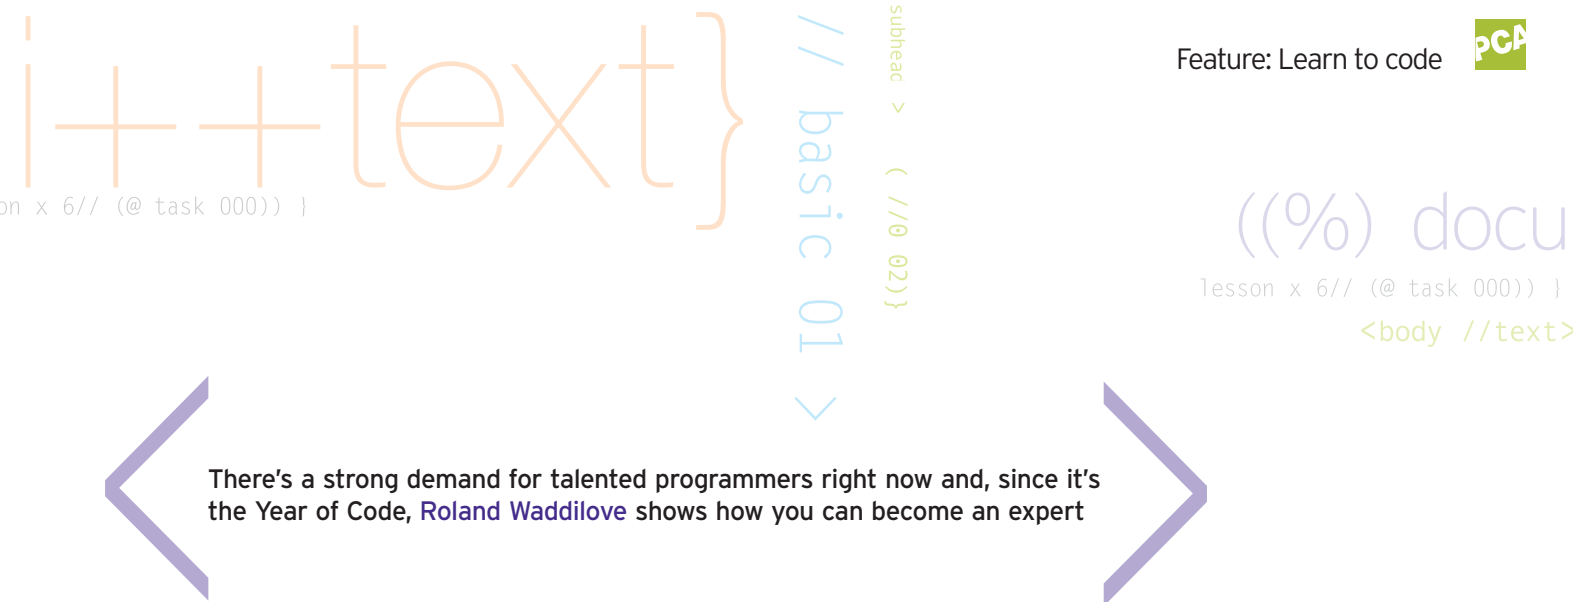 i++text}
on x 6// (@ task 000)) }
// basic 01 >
subheac > ( //0 02)}
Feature: Learn to code
PCA
((%) docu
lesson x 6// (@ task 000)) }
<body //text>
There's a strong demand for talented programmers right now and, since it's
the Year of Code, Roland Waddilove shows how you can become an expert